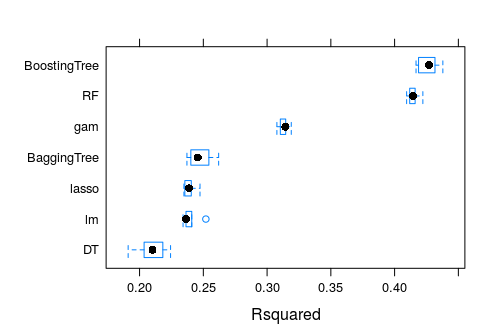 BoostingTree
RF
gam
BaggingTree
lasso
lm
DT
0.20 0.25 0.30 0.35 0.40
Rsquared